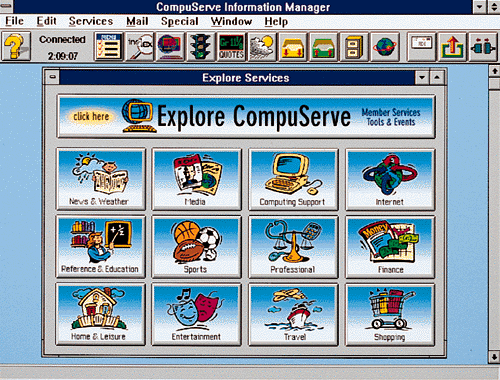 CompuServe Information Manager
File Edit Services Mail Special Window Help
Connected
2:09:07
MENU
QUOTES
Explore Services
click here
Explore CompuServe
Member Services
Tools & Events
News & Weather
Media
Computing Support
Internet
Reference & Education
Sports
Professional
Finance
Home & Leisure
Entertainment
Travel
Shopping